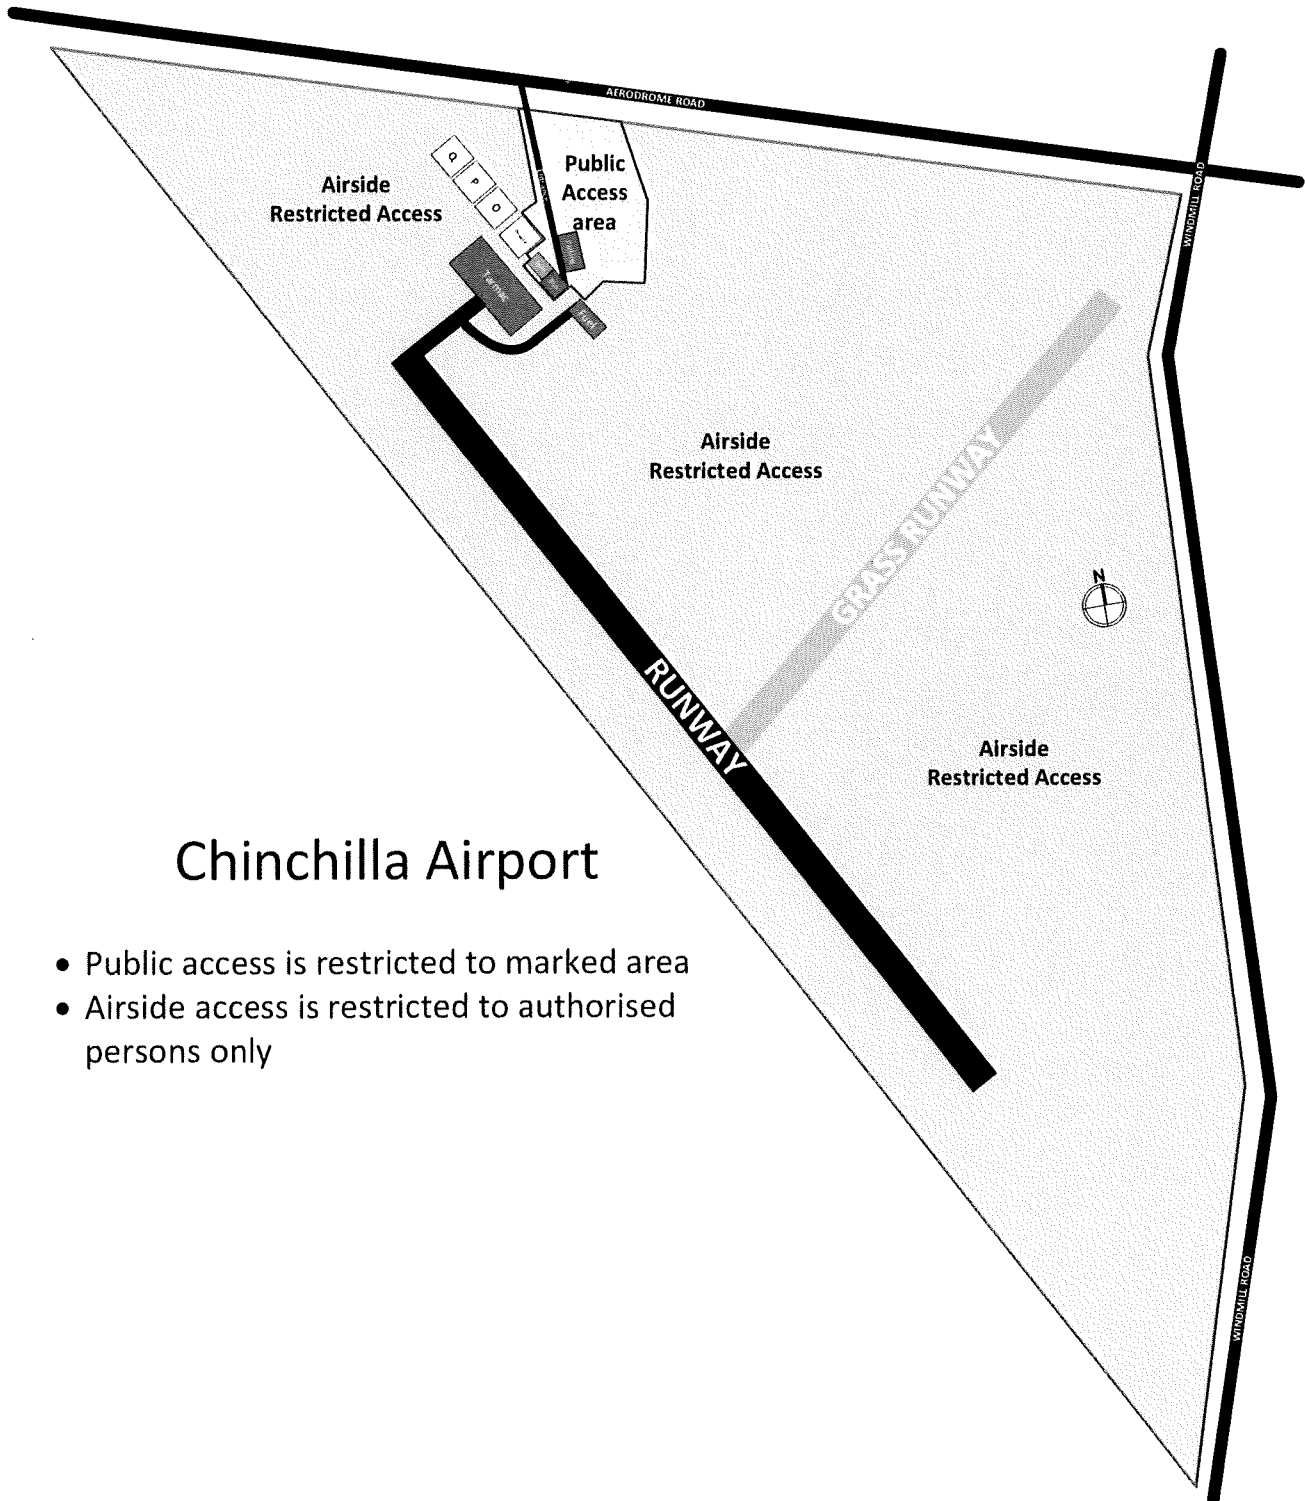 AERODROME ROAD
WINDMILL ROAD
Public
Access
area
Airside
Restricted Access
Q
P
O
Tarmac
Fuel
Airside
Restricted Access
GRASS RUNWAY
N
RUNWAY
Airside
Restricted Access
Chinchilla Airport
• Public access is restricted to marked area
• Airside access is restricted to authorised
persons only
WINDMILL ROAD